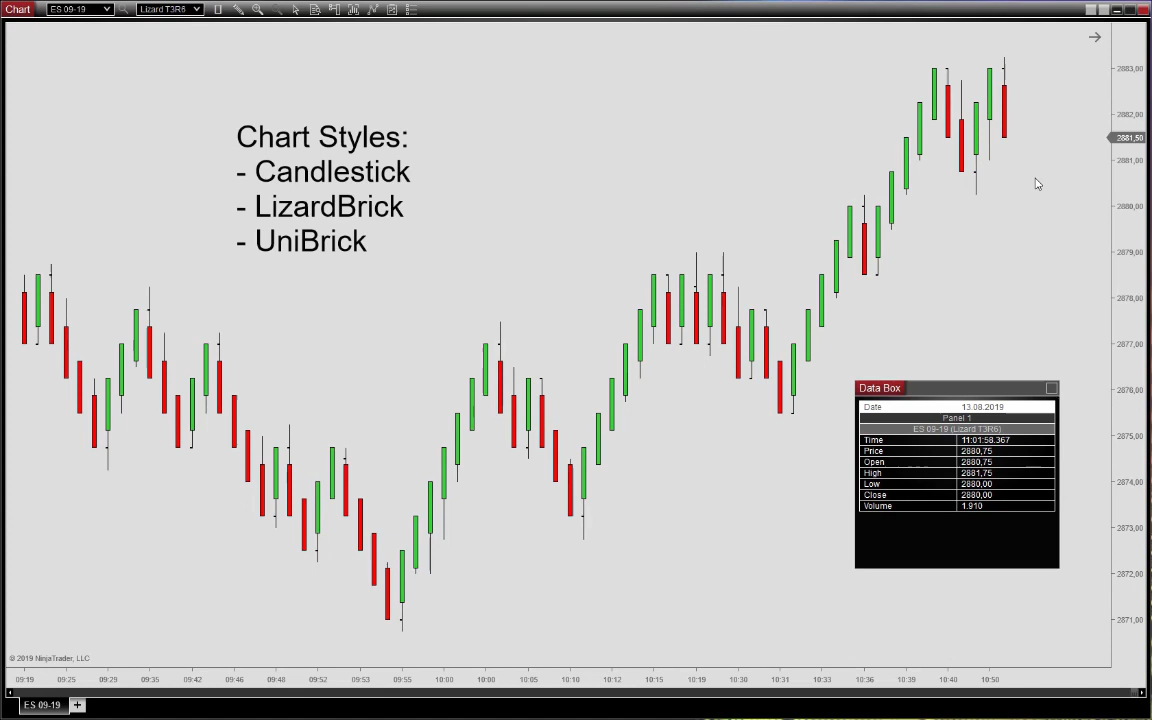 Chart
ES 09-19
Lizard T3R6
Chart Styles:
- Candlestick
- LizardBrick
- UniBrick
2883,00
2882,00
2881,50
2881,00
2880,00
2879,00
2878,00
2877,00
2876,00
2875,00
2874,00
2873,00
2872,00
2871,00
Data Box
Date 13.08.2019
Panel 1
ES 09-19 (Lizard T3R6)
Time 11:01:58.367
Price 2880,75
Open 2880,75
High 2881,75
Low 2880,00
Close 2880,00
Volume 1.910
© 2019 NinjaTrader, LLC
09:19 09:25 09:29 09:35 09:42 09:46 09:48 09:52 09:53 09:55 10:00 10:00 10:05 10:10 10:12 10:15 10:19 10:30 10:31 10:33 10:36 10:39 10:40 10:50
ES 09-19